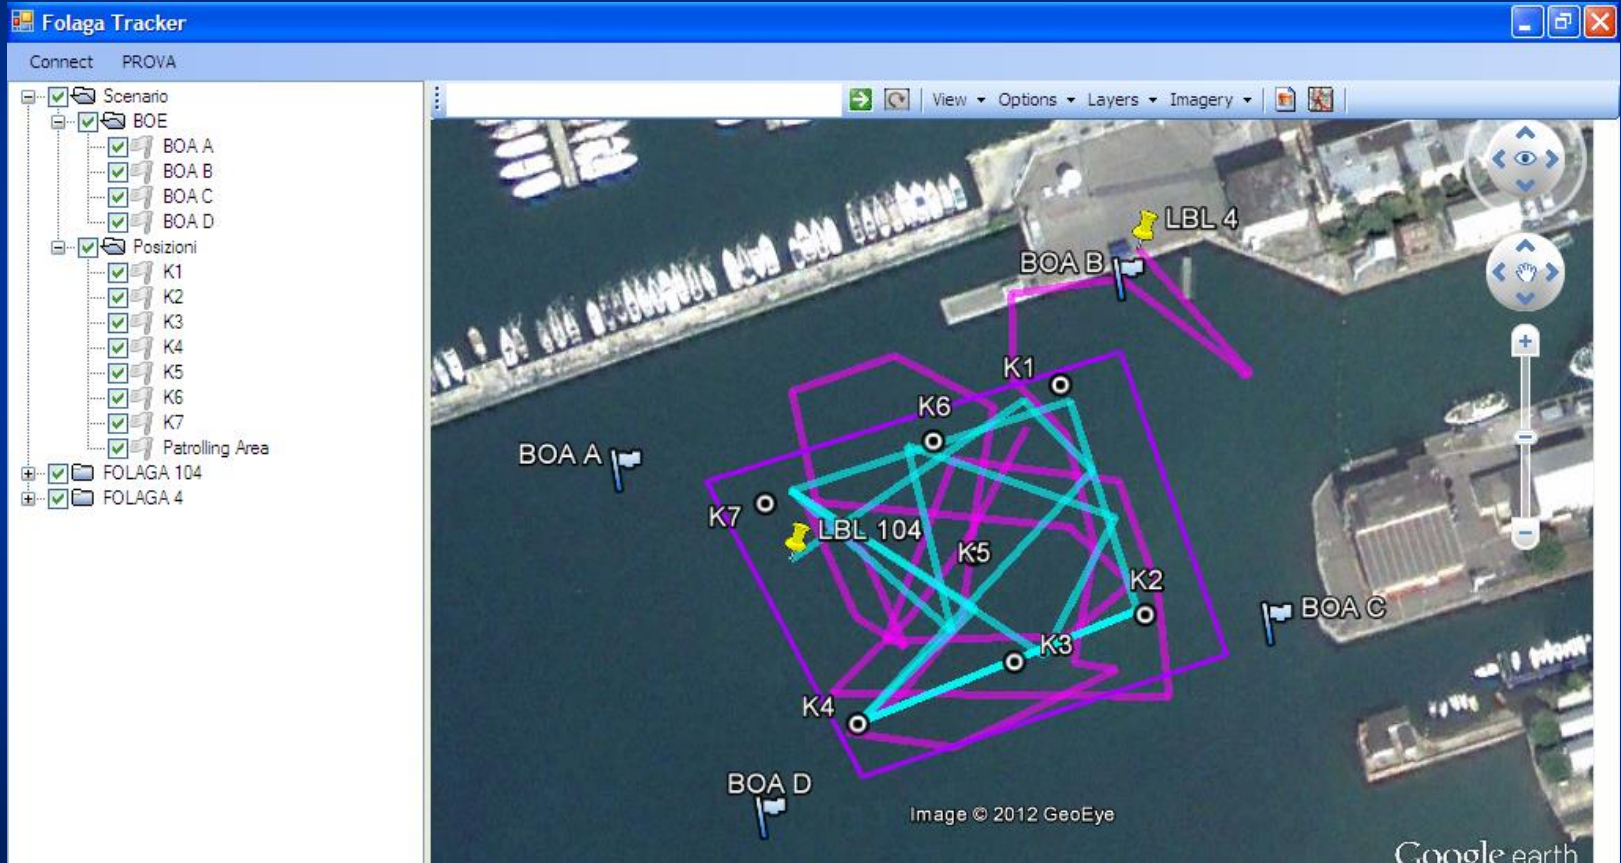 Folaga Tracker
Connect PROVA
Scenario
BOE
BOA A
BOA B
BOA C
BOA D
Posizioni
K1
K2
K3
K4
K5
K6
K7
Patrolling Area
FOLAGA 104
FOLAGA 4
View Options Layers Imagery
LBL 4
BOA B
K1
K6
BOA A
K7
LBL 104
K5
K2
BOA C
K3
K4
BOA D
Image © 2012 GeoEye
Google earth